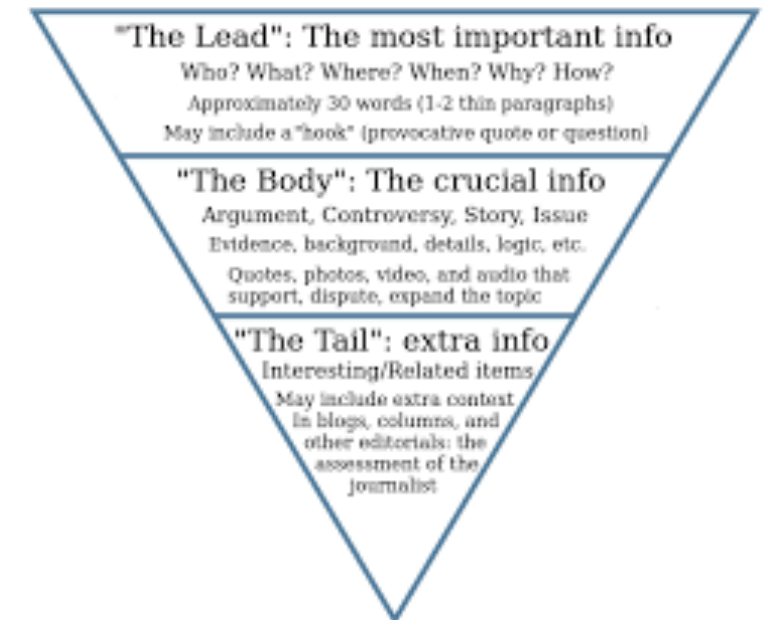 "The Lead": The most important info
Who? What? Where? When? Why? How?
Approximately 30 words (1-2 thin paragraphs)
May include a "hook" (provocative quote or question)
"The Body": The crucial info
Argument, Controversy, Story, Issue
Evidence, background, details, logic, etc.
Quotes, photos, video, and audio that
support, dispute, expand the topic
"The Tail": extra info
Interesting/Related items
May include extra context
In blogs, columns, and
other editorials: the
assessment of the
journalist